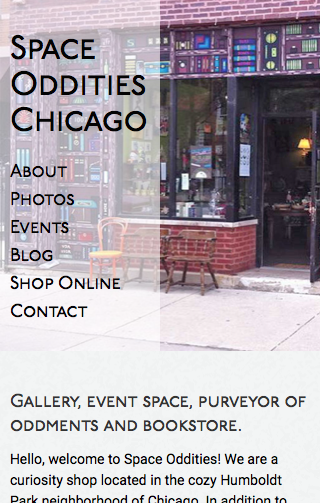 Space
Oddities
Chicago
About
Photos
Events
Blog
Shop Online
Contact
Gallery, event space, purveyor of
oddments and bookstore.
Hello, welcome to Space Oddities! We are a
curiosity shop located in the cozy Humboldt
Park neighborhood of Chicago. In addition to